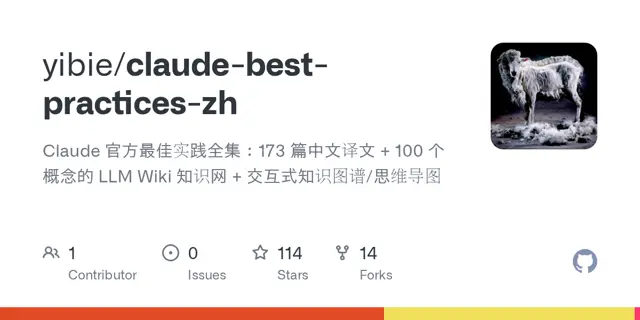 yibie/claude-best-
practices-zh
Claude 官方最佳实践全集：173 篇中文译文 + 100 个
概念的 LLM Wiki 知识网 + 交互式知识图谱/思维导图
1
Contributor
0
Issues
114
Stars
14
Forks